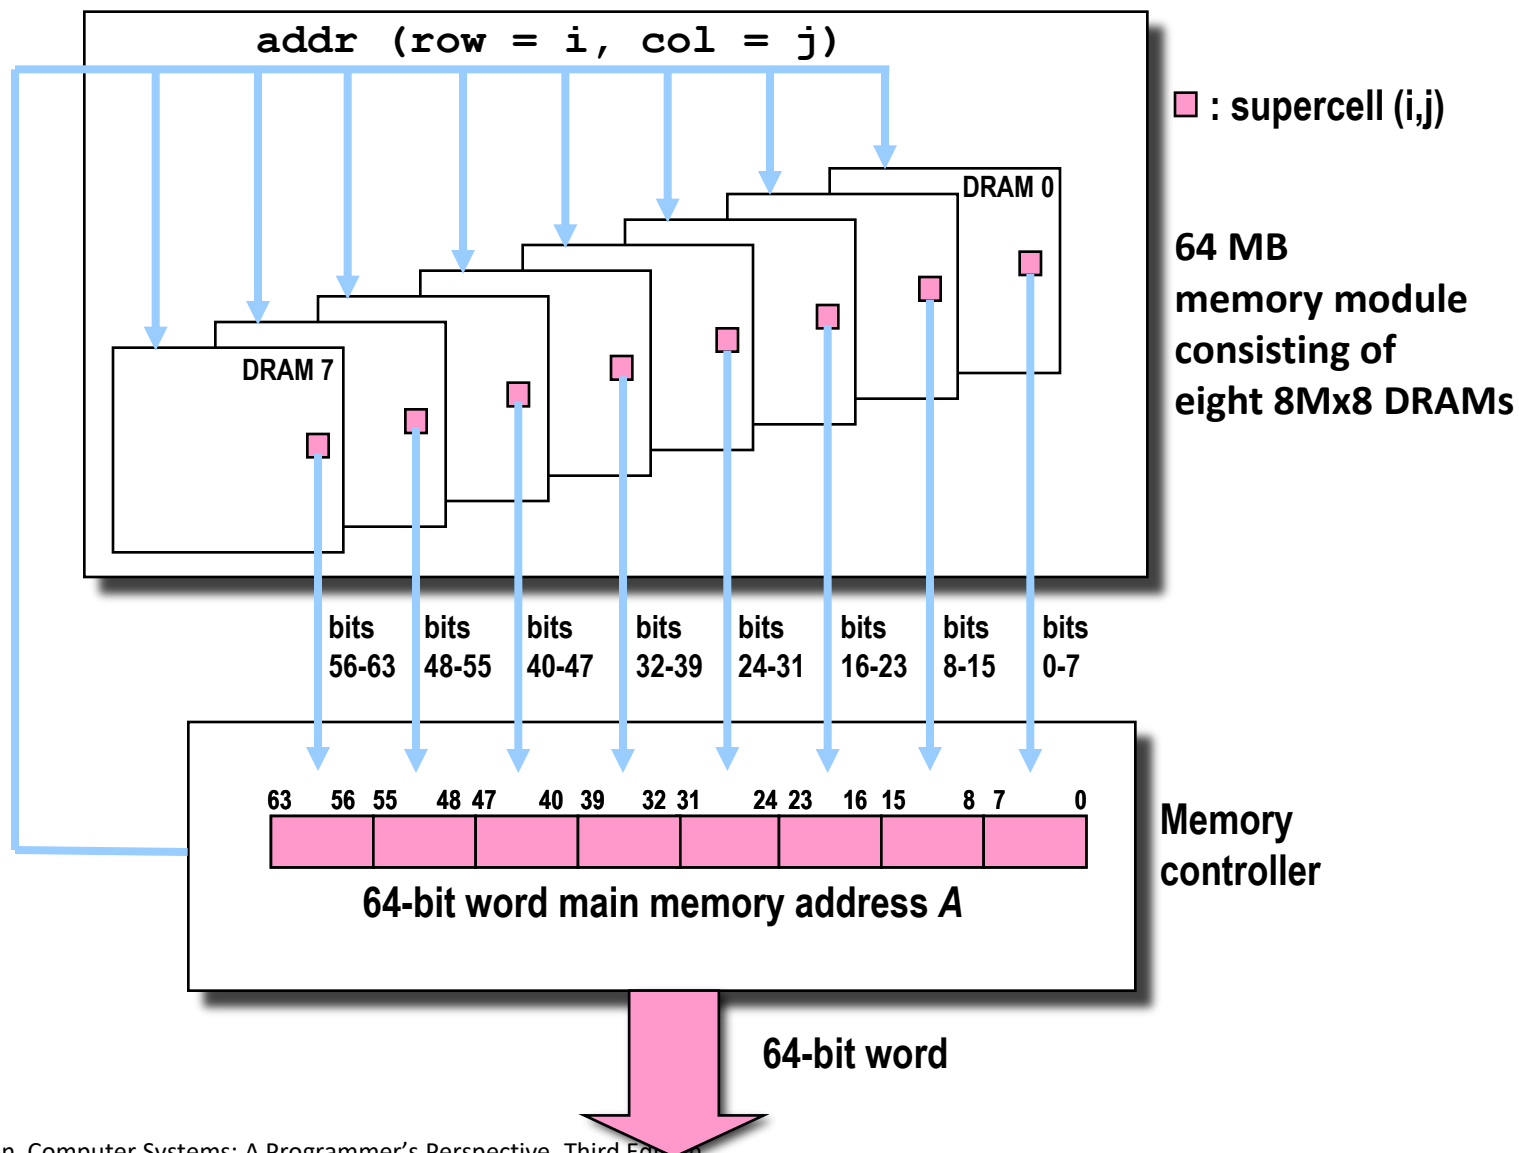 addr (row = i, col = j)
: supercell (i,j)
DRAM 0
64 MB
memory module
consisting of
eight 8Mx8 DRAMs
DRAM 7
bits
56-63
bits
48-55
bits
40-47
bits
32-39
bits
24-31
bits
16-23
bits
8-15
bits
0-7
63 56 55 48 47 40 39 32 31 24 23 16 15 8 7 0
Memory
controller
64-bit word main memory address A
64-bit word
Computer Systems: A Programmer's Perspective, Third